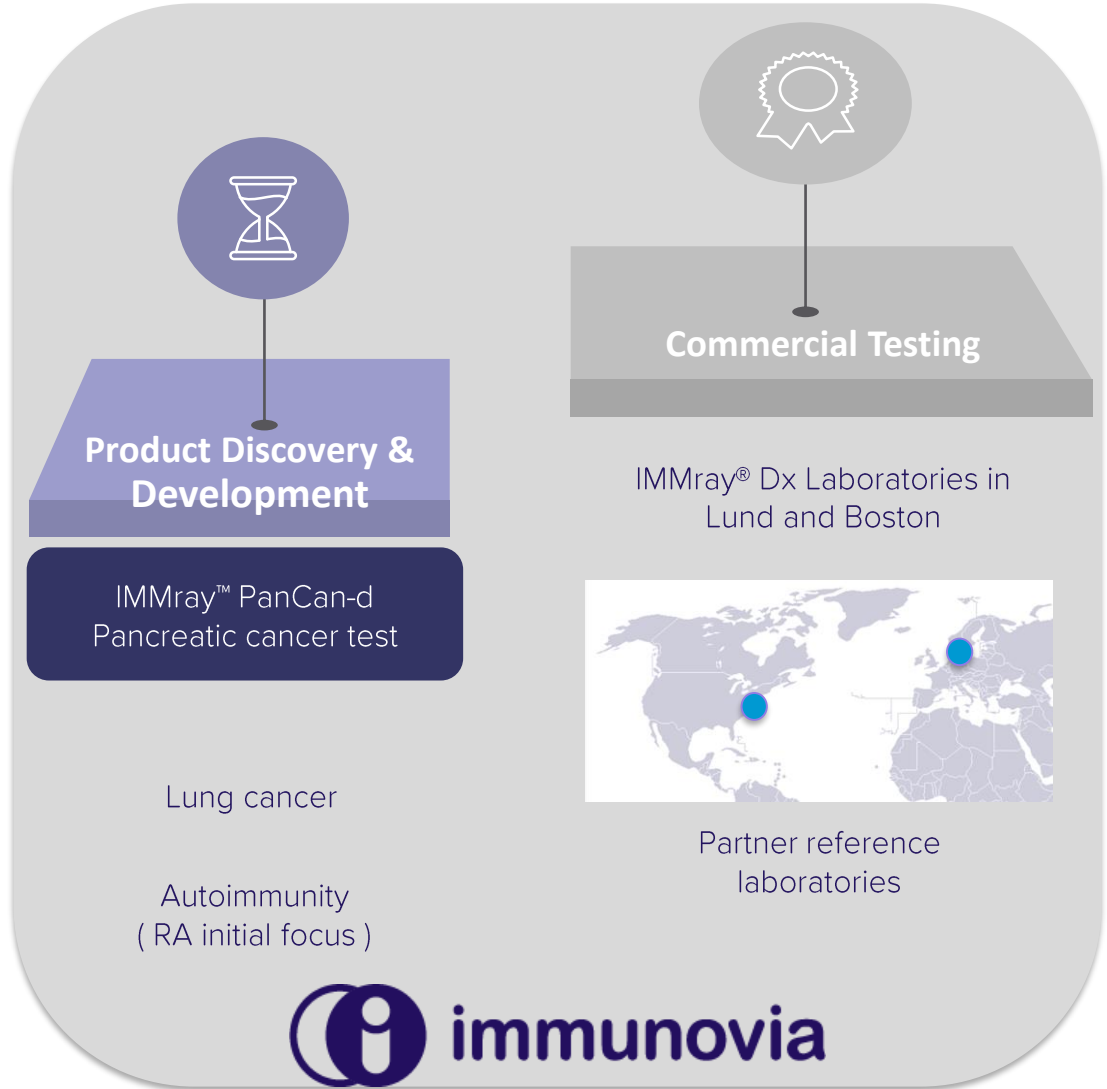 Product Discovery &
Development
IMMray™ PanCan-d
Pancreatic cancer test
Lung cancer
Autoimmunity
( RA initial focus )
Commercial Testing
IMMray® Dx Laboratories in
Lund and Boston
Partner reference
laboratories
immunovia